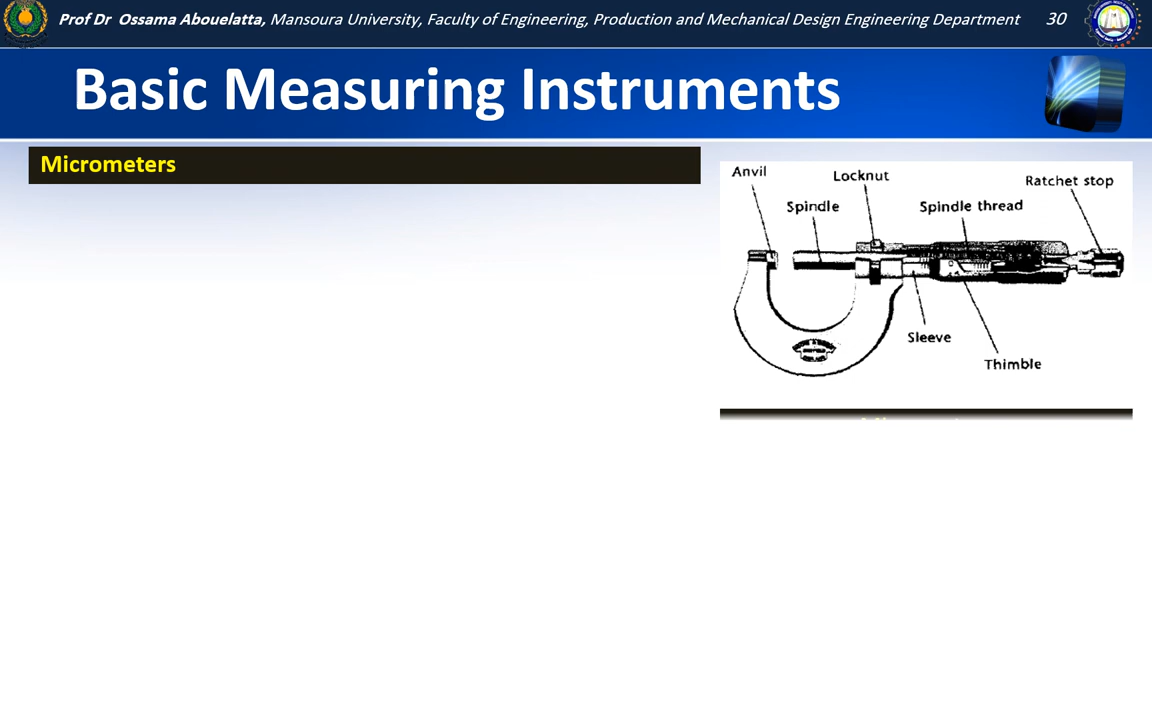 Prof Dr Ossama Abouelatta, Mansoura University, Faculty of Engineering, Production and Mechanical Design Engineering Department 30
Basic Measuring Instruments
Micrometers
Anvil
Locknut
Ratchet stop
Spindle
Spindle thread
Sleeve
Thimble